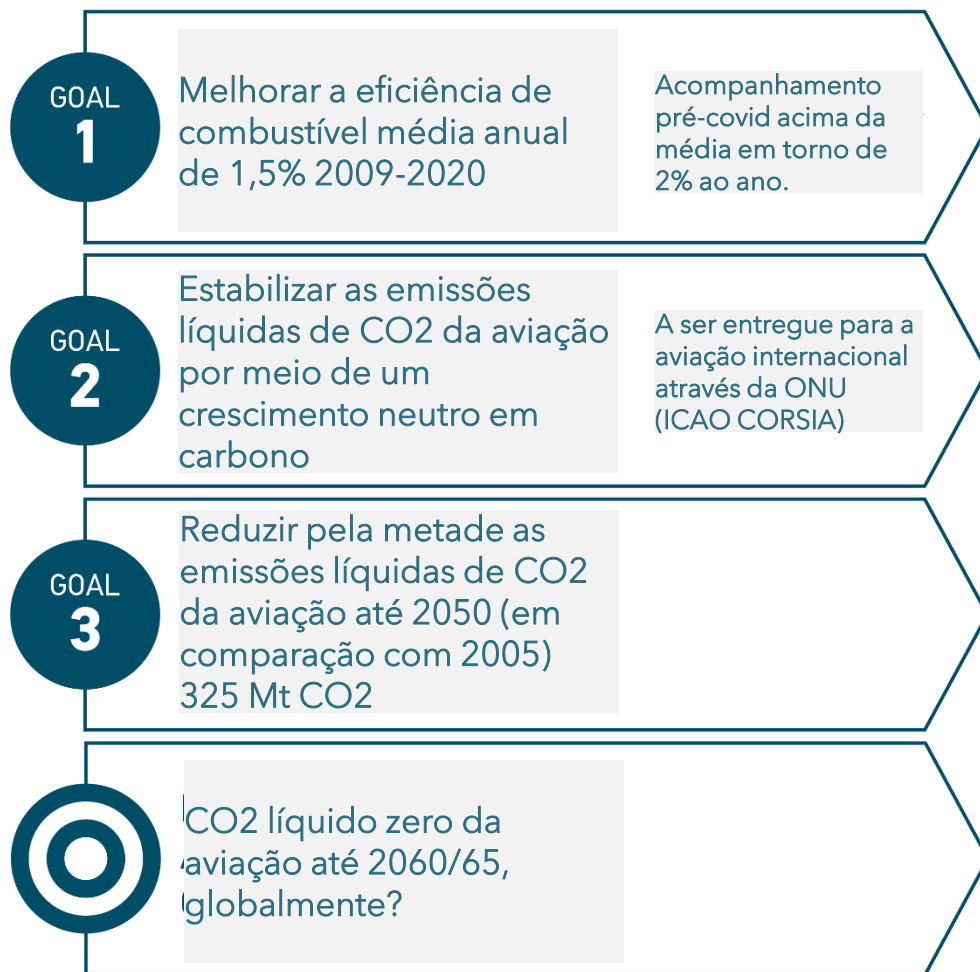 GOAL
1
Melhorar a eficiência de
combustível média anual
de 1,5% 2009-2020
Acompanhamento
pré-covid acima da
média em torno de
2% ao ano.
GOAL
2
Estabilizar as emissões
líquidas de CO2 da aviação
por meio de um
crescimento neutro em
carbono
A ser entregue para a
aviação internacional
através da ONU
(ICAO CORSIA)
GOAL
3
Reduzir pela metade as
emissões líquidas de CO2
da aviação até 2050 (em
comparação com 2005)
325 Mt CO2
CO2 líquido zero da
aviação até 2060/65,
globalmente?